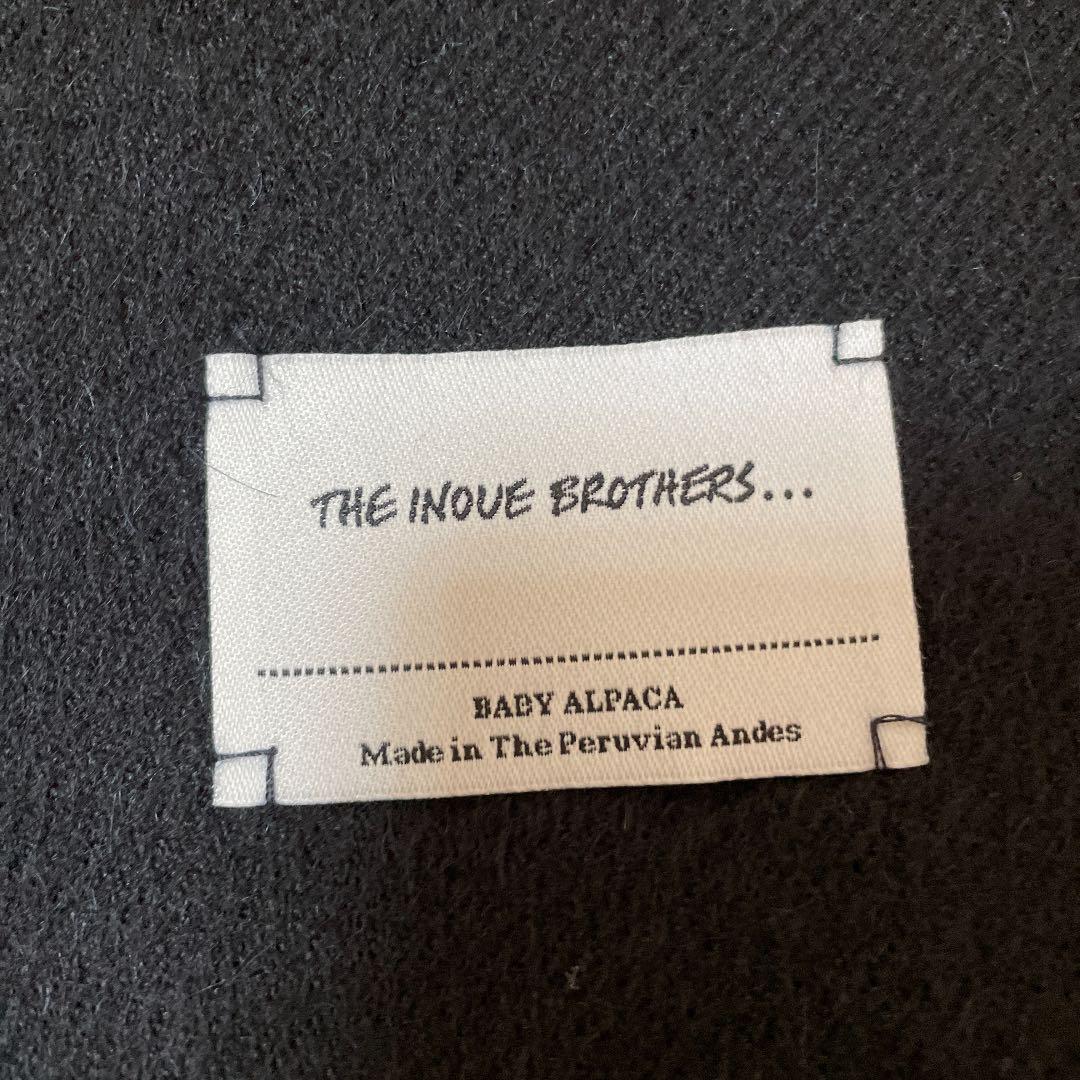 THE INOUE BROTHERS...
BABY ALPACA
Made in The Peruvian Andes